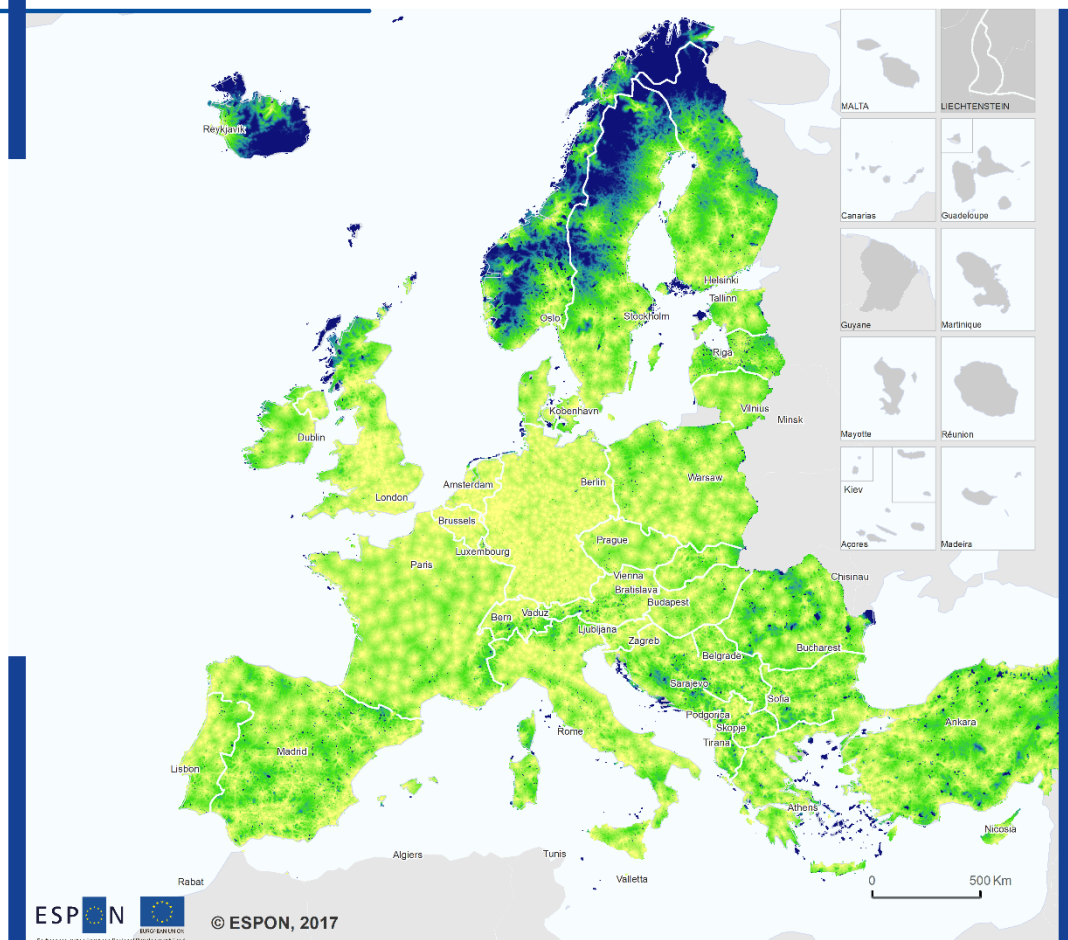 MALTA
LIECHTENSTEIN
Reykjavik
Canarias
Guadeloupe
Helsinki
Tallinn
Oslo
Stockholm
Guyane
Martinique
Riga
København
Vilnius
Minsk
Dublin
Mayotte
Réunion
Warsaw
Berlin
Amsterdam
London
Kiev
Brussels
Prague
Luxembourg
Açores
Madeira
Paris
Vienna
Chisinau
Bratislava
Budapest
Vaduz
Bern
Ljubljana
Zagreb
Bucharest
Belgrade
Sarajevo
Sofia
Podgorica
Ankara
Skopje
Rome
Tirana
Madrid
Lisbon
Athens
Nicosia
Algiers
Tunis
Valletta
Rabat
0 500 Km
ESPON
EUROPEAN UNION
© ESPON, 2017